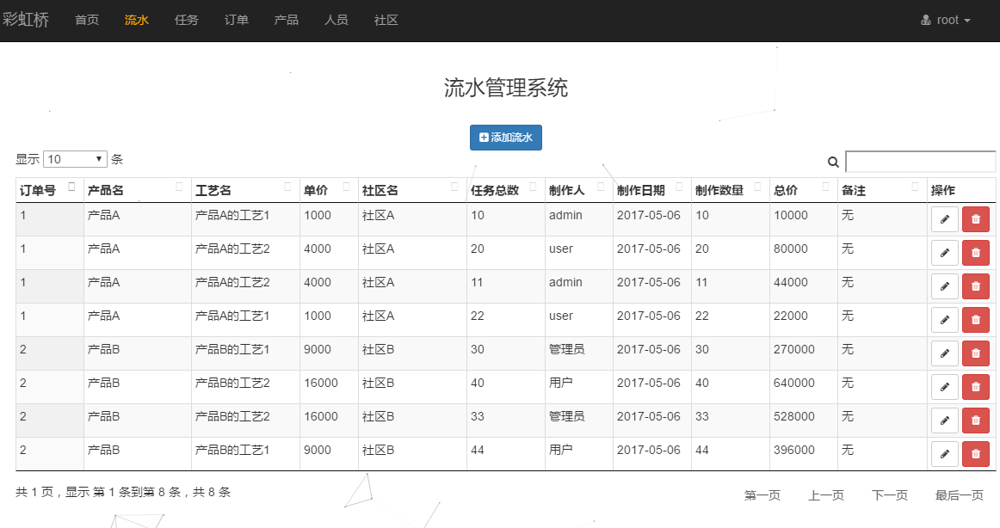 彩虹桥 首页 流水 任务 订单 产品 人员 社区 root
流水管理系统
添加流水
显示 10 条
订单号 产品名 工艺名 单价 社区名 任务总数 制作人 制作日期 制作数量 总价 备注 操作
1 产品A 产品A的工艺1 1000 社区A 10 admin 2017-05-06 10 10000 无
1 产品A 产品A的工艺2 4000 社区A 20 user 2017-05-06 20 80000 无
1 产品A 产品A的工艺2 4000 社区A 11 admin 2017-05-06 11 44000 无
1 产品A 产品A的工艺1 1000 社区A 22 user 2017-05-06 22 22000 无
2 产品B 产品B的工艺1 9000 社区B 30 管理员 2017-05-06 30 270000 无
2 产品B 产品B的工艺2 16000 社区B 40 用户 2017-05-06 40 640000 无
2 产品B 产品B的工艺2 16000 社区B 33 管理员 2017-05-06 33 528000 无
2 产品B 产品B的工艺1 9000 社区B 44 用户 2017-05-06 44 396000 无
共 1 页，显示 第 1 条到第 8 条，共 8 条 第一页 上一页 下一页 最后一页